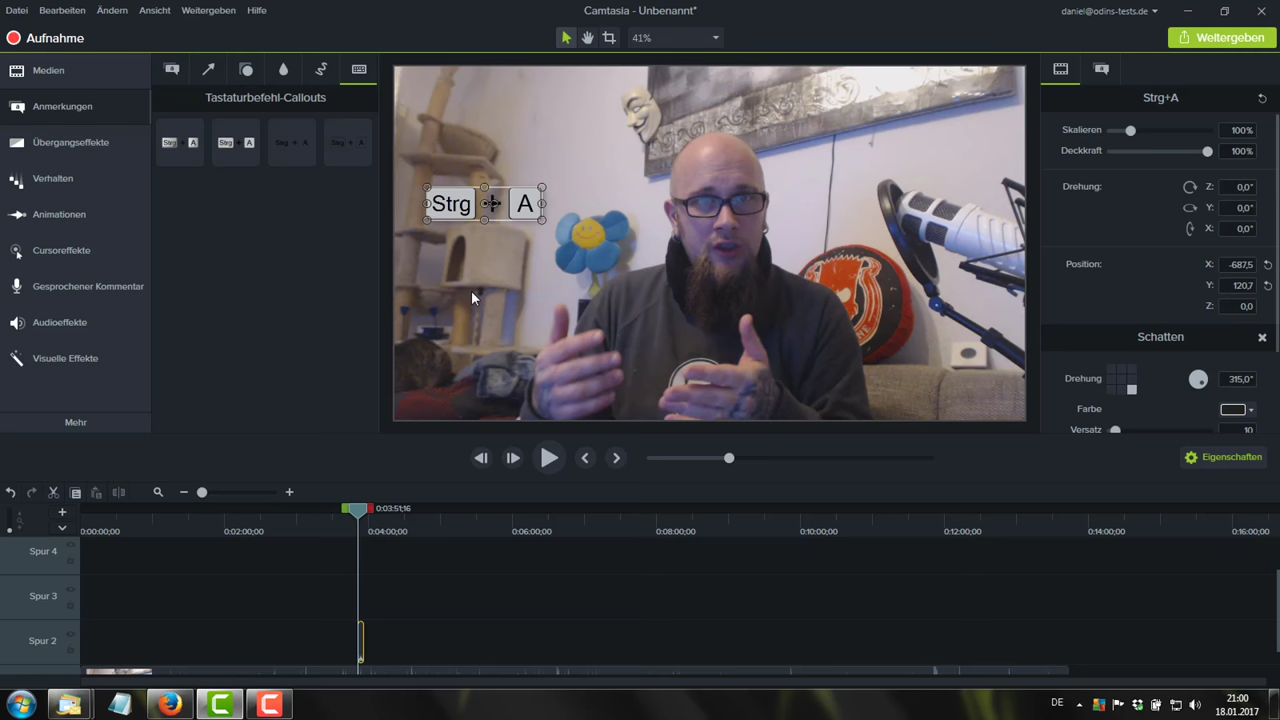 Datei Bearbeiten Ändern Ansicht Weitergeben Hilfe
Camtasia - Unbenannt*
daniel@odins-tests.de
Aufnahme
41%
Weitergeben
Medien
Anmerkungen
Übergangseffekte
Verhalten
Animationen
Cursoreffekte
Gesprochener Kommentar
Audioeffekte
Visuelle Effekte
Mehr
Tastaturbefehl-Callouts
Strg + A
Strg + A
Strg + A
Strg + A
Strg + A
Strg+A
Skalieren 100%
Deckkraft 100%
Drehung: Z: 0,0°
Y: 0,0°
X: 0,0°
Position: X: -687,5
Y: 120,7
Z: 0,0
Schatten
Drehung 315,0°
Farbe
Versatz 10
Eigenschaften
0:03:51;16
0:00:00;00 0:02:00;00 0:04:00;00 0:06:00;00 0:08:00;00 0:10:00;00 0:12:00;00 0:14:00;00 0:16:00;00
Spur 4
Spur 3
Spur 2
DE
21:00
18.01.2017